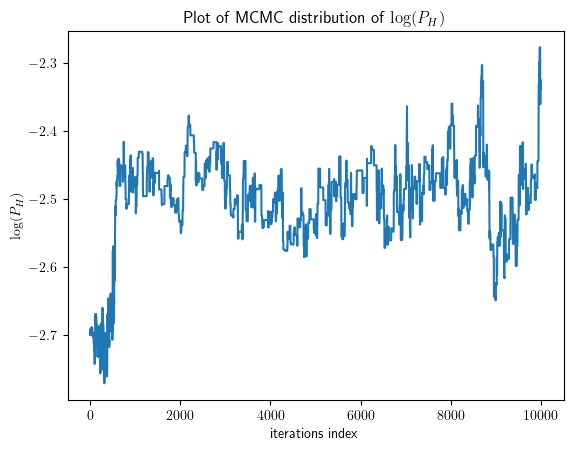 Plot of MCMC distribution of log(P_H)
−2.3
−2.4
−2.5
−2.6
−2.7
log(P_H)
0 2000 4000 6000 8000 10000
iterations index